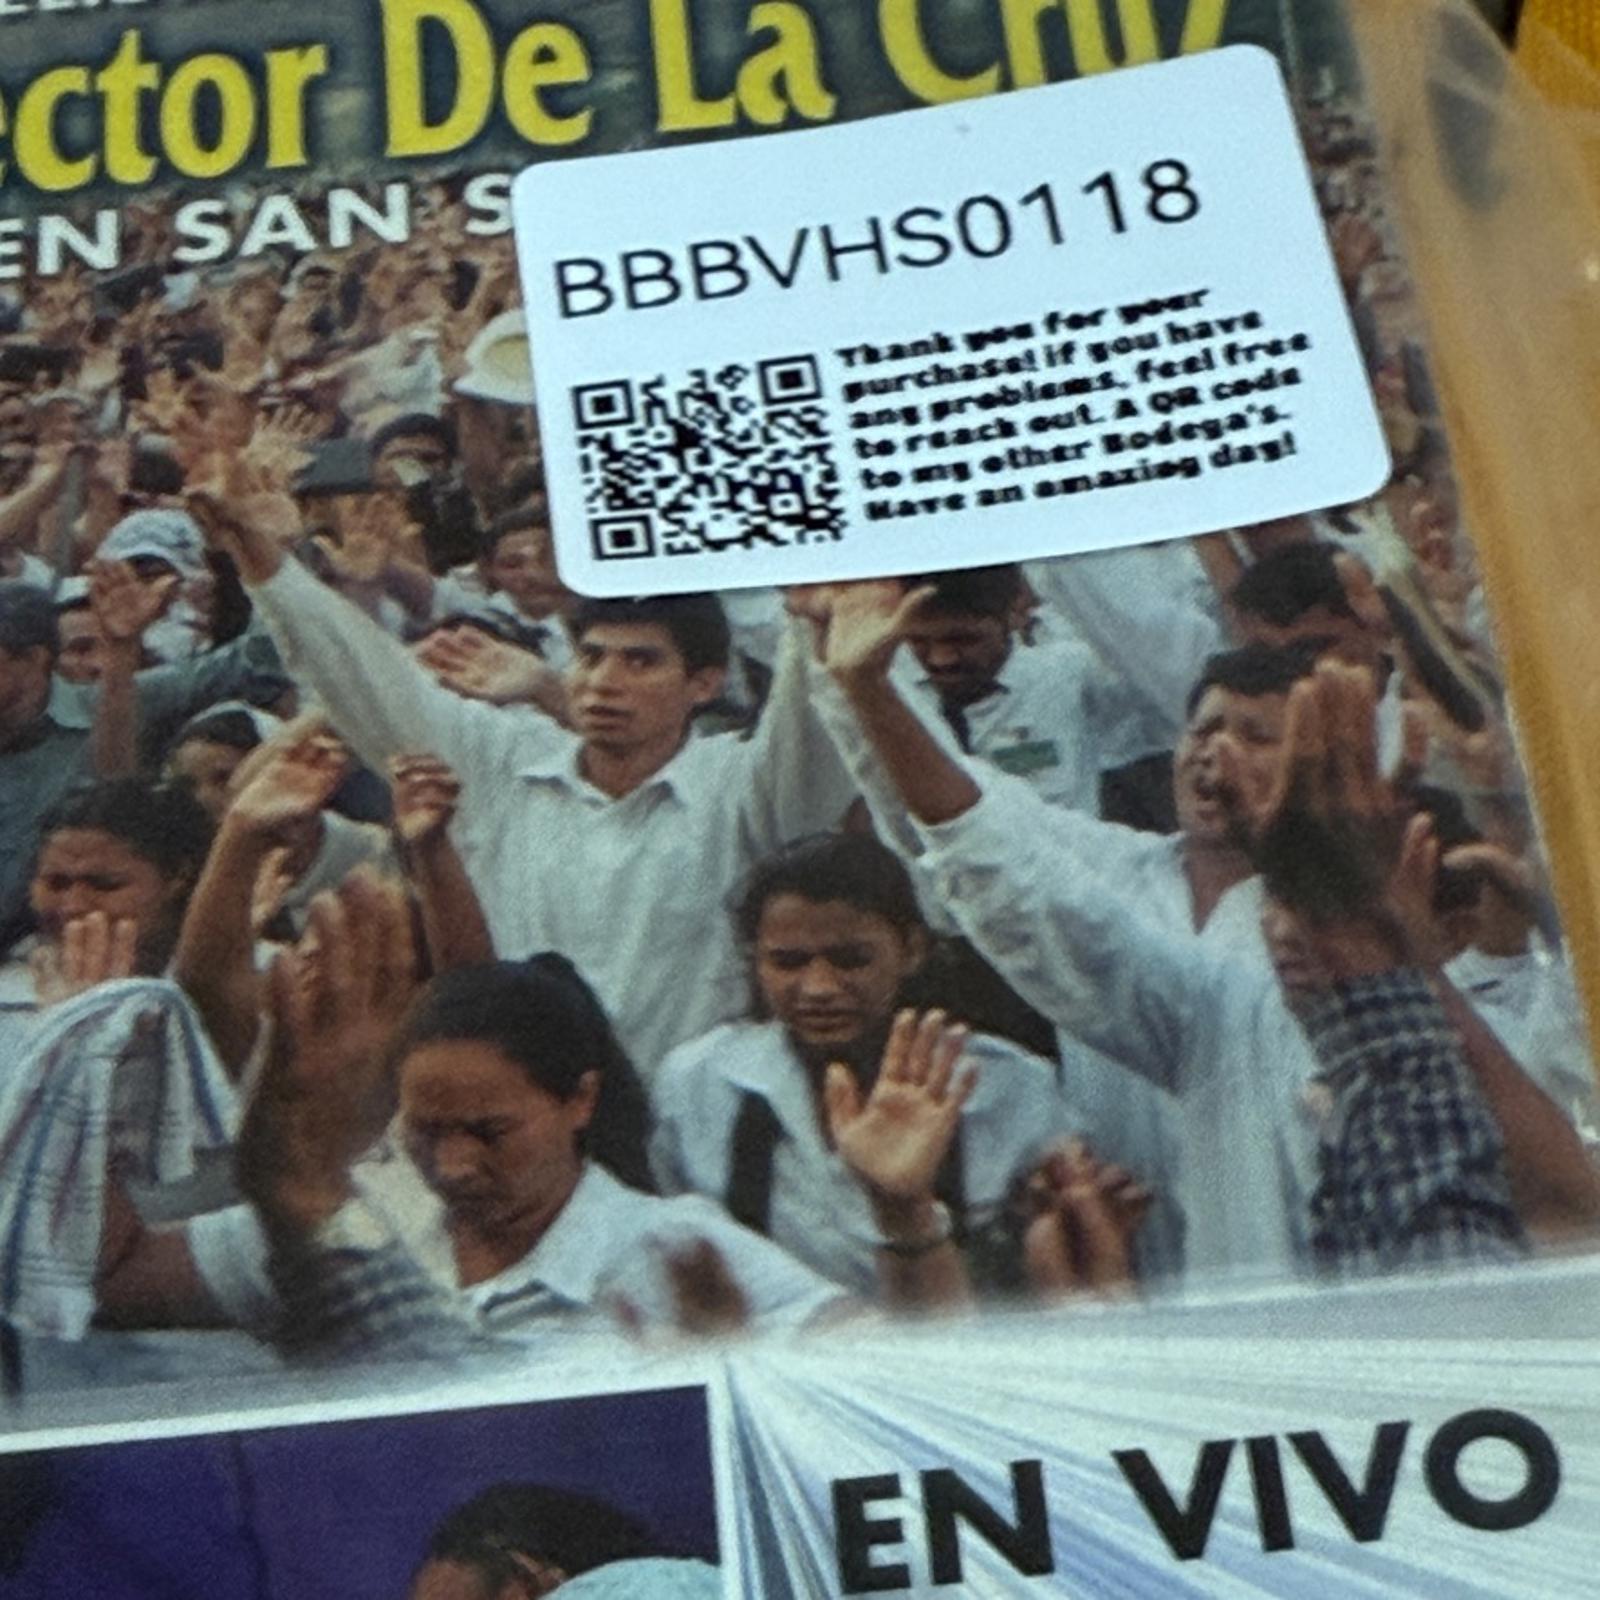 ector De La Cruz
EN SAN S
BBBVHS0118
Thank you for your
purchase! if you have
any problems, feel free
to reach out. A QR code
to my other Bodega's.
Have an amazing day!
EN VIVO